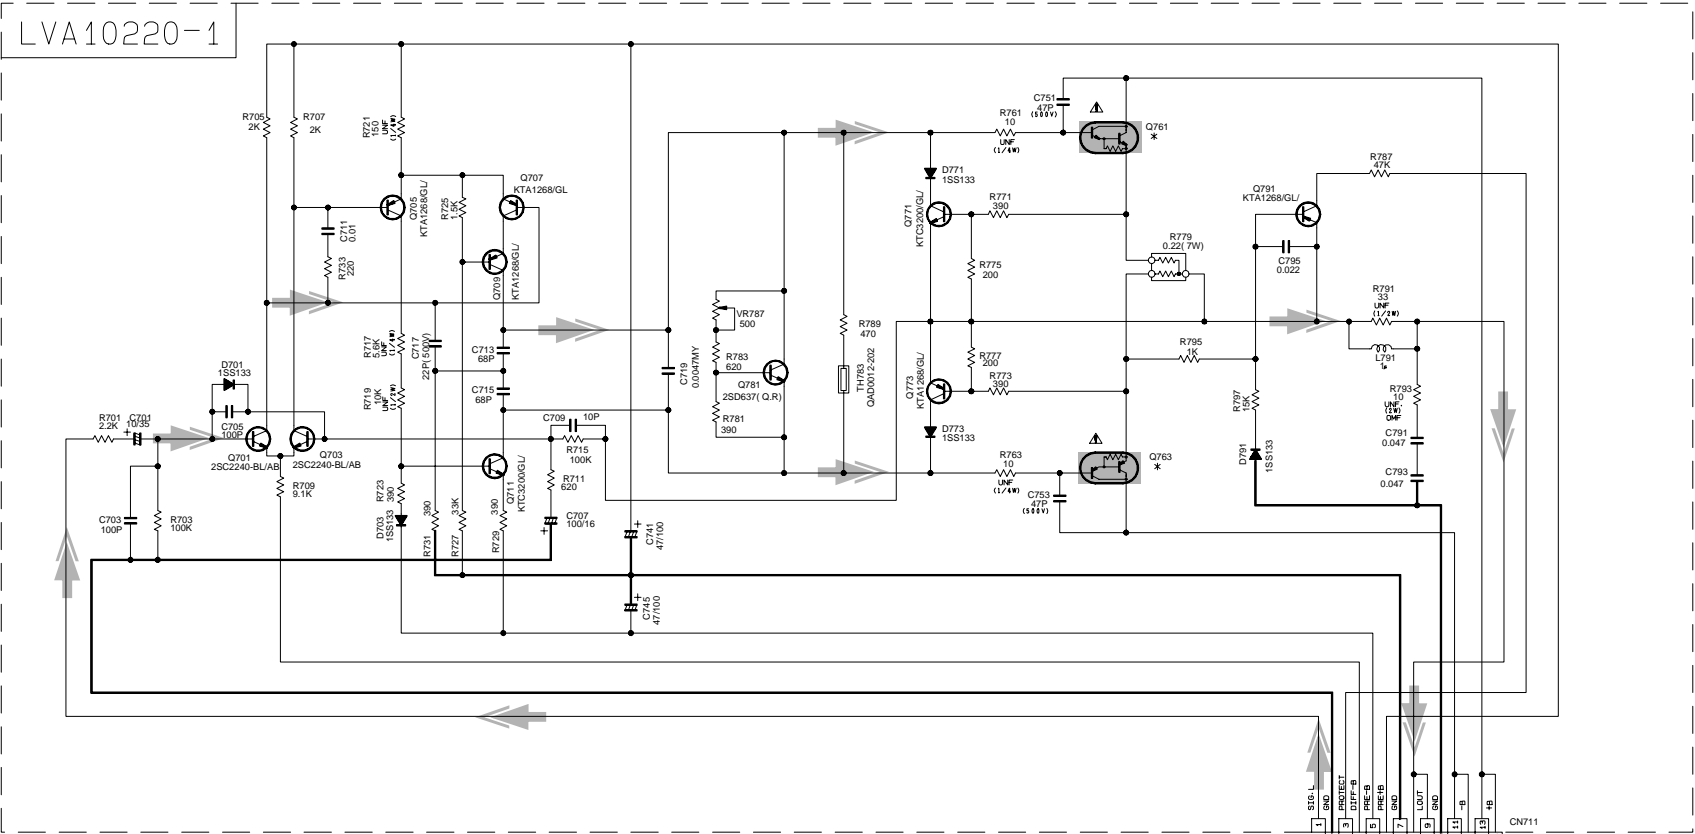 LVA10220-1
R705
2K
R707
2K
R721
150
UNF
(1/4W)
C751
47P
(500V)
R761
10
UNF
(1/4W)
Q761
*
R787
47K
Q707
KTA1268/GL
Q705
KTA1268/GL/
R725
1.5K
D771
1SS133
Q771
KTC3200/GL/
R771
390
Q791
KTA1268/GL/
C711
0.01
R733
220
Q709
KTA1268/GL/
R775
200
R779
0.22( 7W)
C795
0.022
R791
33
UNF
(1/2W)
VR787
500
R789
470
R717
5.6K
UNF
(1/4W)
C717
22P( 500V)
C713
68P
C719
0.0047MY
R783
620
TH783
QAD0012-202
R777
200
R795
1K
L791
1μ
D701
1SS133
R719
10K
UNF
(1/2W)
C715
68P
Q781
2SD637( Q.R)
Q773
KTA1268/GL/
R773
390
R797
15K
R793
10
UNF.
(2W)
OMF
R701
2.2K
C701
10/35
+
C705
100P
C709
10P
R781
390
D773
1SS133
C791
0.047
Q701
2SC2240-BL/AB
Q703
2SC2240-BL/AB
R715
100K
R763
10
UNF
(1/4W)
Q763
*
D791
1SS133
C793
0.047
R709
9.1K
R723
390
Q711
KTC3200/GL/
R711
620
C753
47P
(500V)
C703
100P
R703
100K
D703
1SS133
390
R731
33K
R727
390
R729
C707
100/16
+
+
C741
47/100
+
C745
47/100
SIG.L
GND
PROTECT
DIFF-B
PRE-B
PRE+B
GND
LOUT
GND
-B
+B
1
3
5
7
9
11
13
CN711